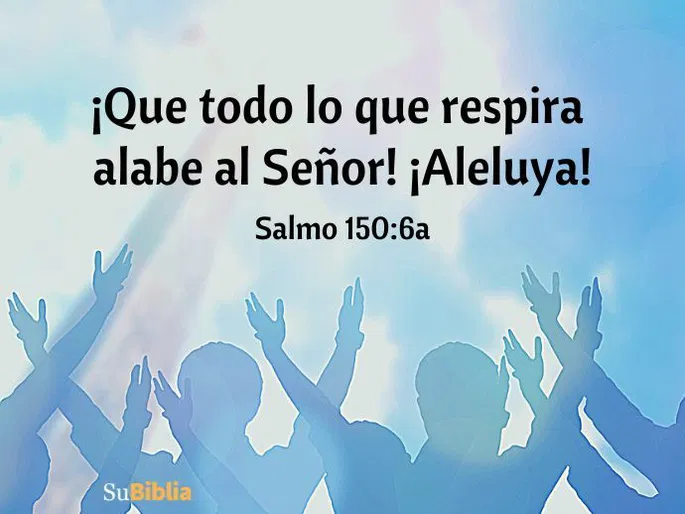 ¡Que todo lo que respira
alabe al Señor! ¡Aleluya!
Salmo 150:6a
SuBiblia